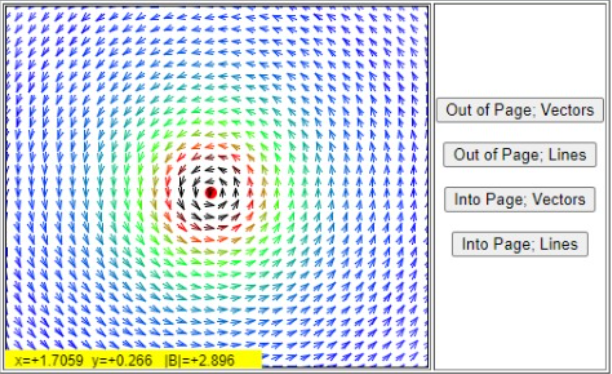 Out of Page; Vectors
Out of Page; Lines
Into Page; Vectors
Into Page; Lines
x=+1.7059 y=+0.266 |B|=+2.896